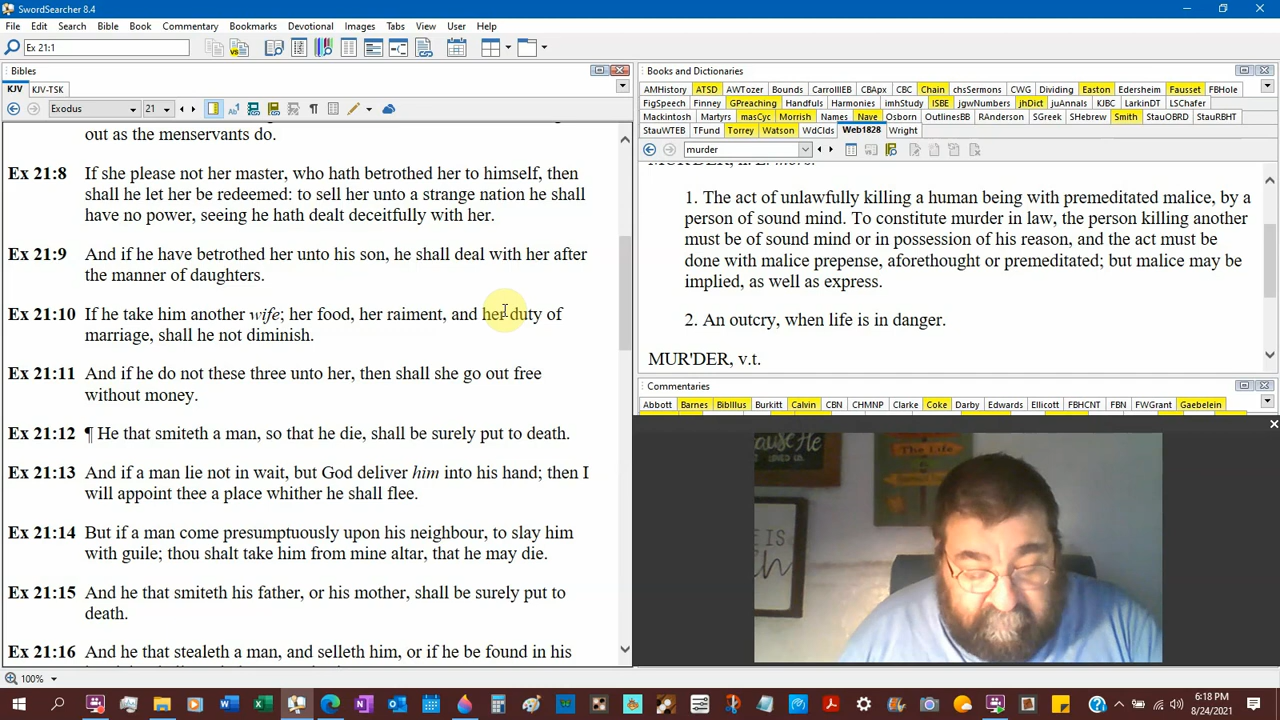 SwordSearcher 8.4
File Edit Search Bible Book Commentary Bookmarks Devotional Images Tabs View User Help
Ex 21:1
Bibles
KJV KJV-TSK
Exodus 21
out as the menservants do.
Ex 21:8 If she please not her master, who hath betrothed her to himself, then
shall he let her be redeemed: to sell her unto a strange nation he shall
have no power, seeing he hath dealt deceitfully with her.
Ex 21:9 And if he have betrothed her unto his son, he shall deal with her after
the manner of daughters.
Ex 21:10 If he take him another wife; her food, her raiment, and her duty of
marriage, shall he not diminish.
Ex 21:11 And if he do not these three unto her, then shall she go out free
without money.
Ex 21:12 ¶ He that smiteth a man, so that he die, shall be surely put to death.
Ex 21:13 And if a man lie not in wait, but God deliver him into his hand; then I
will appoint thee a place whither he shall flee.
Ex 21:14 But if a man come presumptuously upon his neighbour, to slay him
with guile; thou shalt take him from mine altar, that he may die.
Ex 21:15 And he that smiteth his father, or his mother, shall be surely put to
death.
Ex 21:16 And he that stealeth a man, and selleth him, or if he be found in his
100%
Books and Dictionaries
AMHistory ATSD AWTozer Bounds CarrollEB CBApx CBC Chain chsSermons CWG Dividing Easton Edersheim Fausset FBHole
FigSpeech Finney GPreaching Handfuls Harmonies imhStudy ISBE jgwNumbers jhDict juAnnals KJBC LarkinDT LSChafer
Mackintosh Martyrs masCyc Morrish Names Nave Osborn OutlinesBB RAnderson SGreek SHebrew StauOBRD StauRBHT
StauWTEB TFund Torrey Watson WdClds Web1828 Wright
murder
1. The act of unlawfully killing a human being with premeditated malice, by a
person of sound mind. To constitute murder in law, the person killing another
must be of sound mind or in possession of his reason, and the act must be
done with malice prepense, aforethought or premeditated; but malice may be
implied, as well as express.
2. An outcry, when life is in danger.
MUR'DER, v.t.
Commentaries
Abbott Barnes BibIllus Burkitt Calvin CBN CHMNP Clarke Coke Darby Edwards Ellicott FBHCNT FBN FWGrant Gaebelein
The Life
6:18 PM
8/24/2021